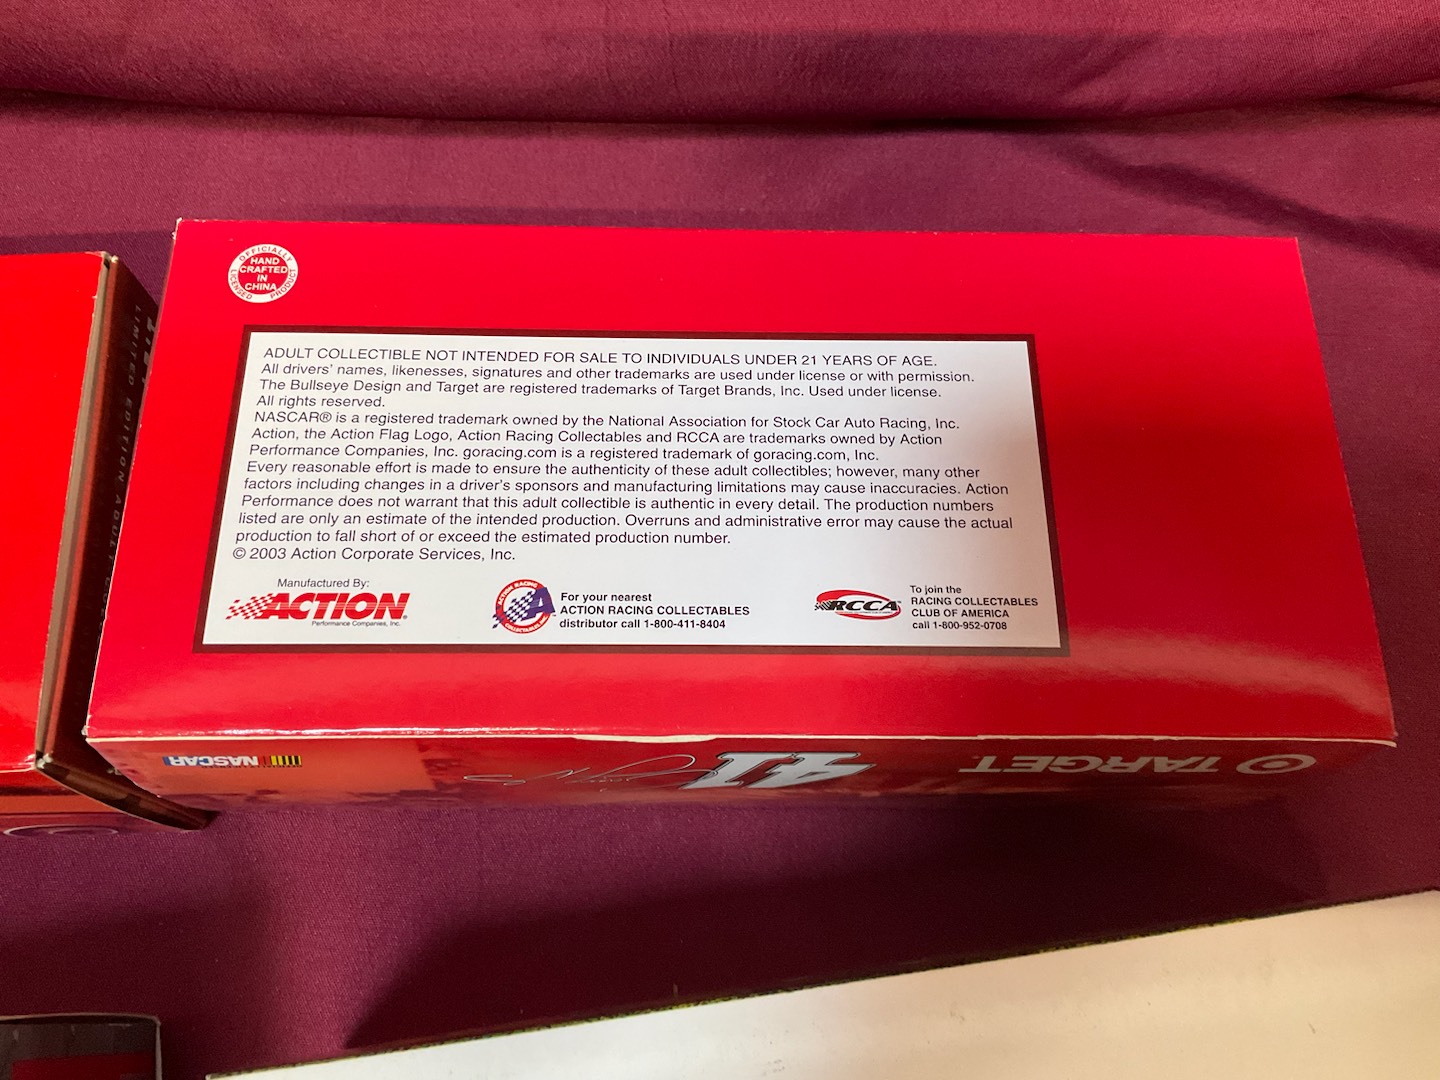 OFFICIALLY LICENSED PRODUCT
HAND
CRAFTED
IN
CHINA
ADULT COLLECTIBLE NOT INTENDED FOR SALE TO INDIVIDUALS UNDER 21 YEARS OF AGE.
All drivers' names, likenesses, signatures and other trademarks are used under license or with permission.
The Bullseye Design and Target are registered trademarks of Target Brands, Inc. Used under license.
All rights reserved.
NASCAR® is a registered trademark owned by the National Association for Stock Car Auto Racing, Inc.
Action, the Action Flag Logo, Action Racing Collectables and RCCA are trademarks owned by Action
Performance Companies, Inc. goracing.com is a registered trademark of goracing.com, Inc.
Every reasonable effort is made to ensure the authenticity of these adult collectibles; however, many other
factors including changes in a driver's sponsors and manufacturing limitations may cause inaccuracies. Action
Performance does not warrant that this adult collectible is authentic in every detail. The production numbers
listed are only an estimate of the intended production. Overruns and administrative error may cause the actual
production to fall short of or exceed the estimated production number.
© 2003 Action Corporate Services, Inc.
Manufactured By:
ACTION®
Performance Companies, Inc.
ACTION RACING
COLLECTABLES
A
For your nearest
ACTION RACING COLLECTABLES
distributor call 1-800-411-8404
RCCA
To join the
RACING COLLECTABLES
CLUB OF AMERICA
call 1-800-952-0708
NASCAR
41
TARGET
LIMITED EDITION ADULT